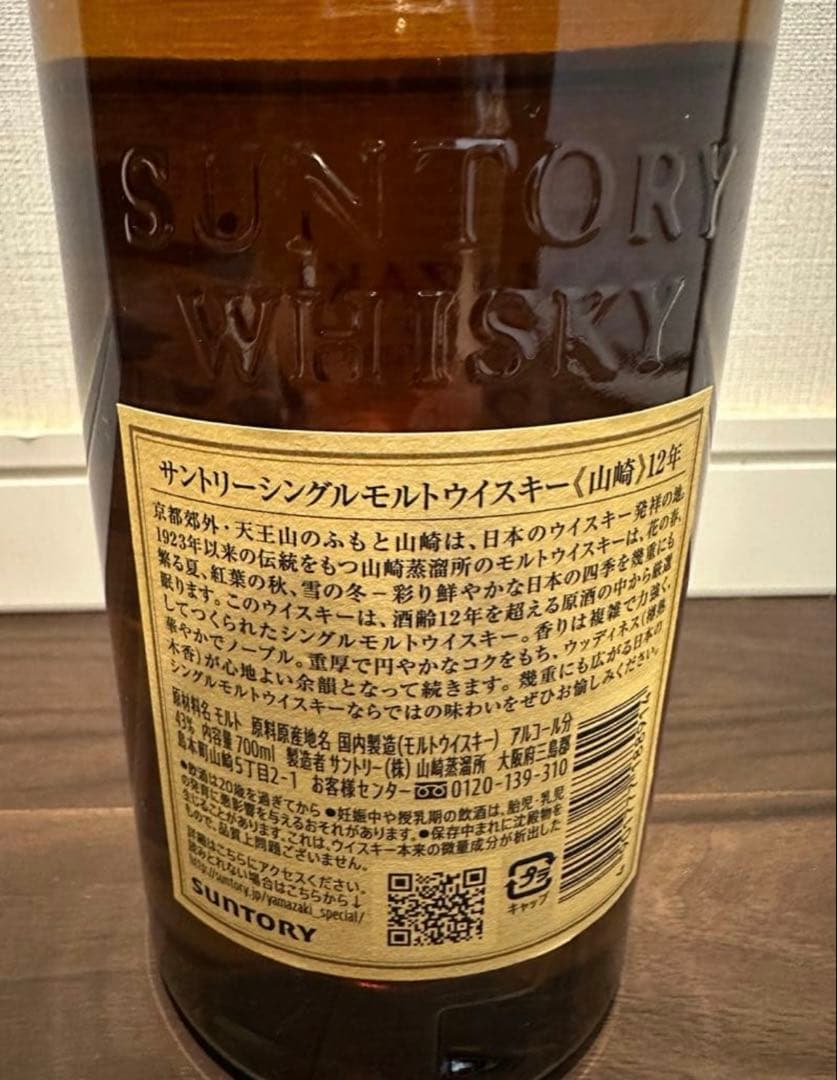 SUNTORY
WHISKY
サントリーシングルモルトウイスキー《山崎》12年
京都郊外・天王山のふもと山崎は、日本のウイスキー発祥の地。
1923年以来の伝統をもつ山崎蒸溜所のモルトウイスキーは、花の春、
繁る夏、紅葉の秋、雪の冬－彩り鮮やかな日本の四季を幾重にも
眠ります。このウイスキーは、酒齢12年を超える原酒の中から厳選
してつくられたシングルモルトウイスキー。香りは複雑で力強く、
華やかでノーブル。重厚で円やかなコクをもち、ウッディネス(樽熟
木香)が心地よい余韻となって続きます。幾重にも広がる日本の
シングルモルトウイスキーならではの味わいをぜひお愉しみください。
原材料名 モルト 原料原産地名 国内製造(モルトウイスキー) アルコール分
43% 内容量 700ml 製造者 サントリー(株) 山崎蒸溜所 大阪府三島郡
島本町山崎5丁目2-1 お客様センター 0120-139-310
●飲酒は20歳を過ぎてから ●妊娠中や授乳期の飲酒は、胎児・乳児
の発育に悪影響を与えるおそれがあります。●保存中まれに沈殿物を
生じることがあります。これは、ウイスキー本来の微量成分が析出した
もので、品質上問題ございません。
詳細はこちらにアクセスください。
読みとれない場合はこちらから↓
http://suntory.jp/yamazaki_special/
SUNTORY
プラ
キャップ